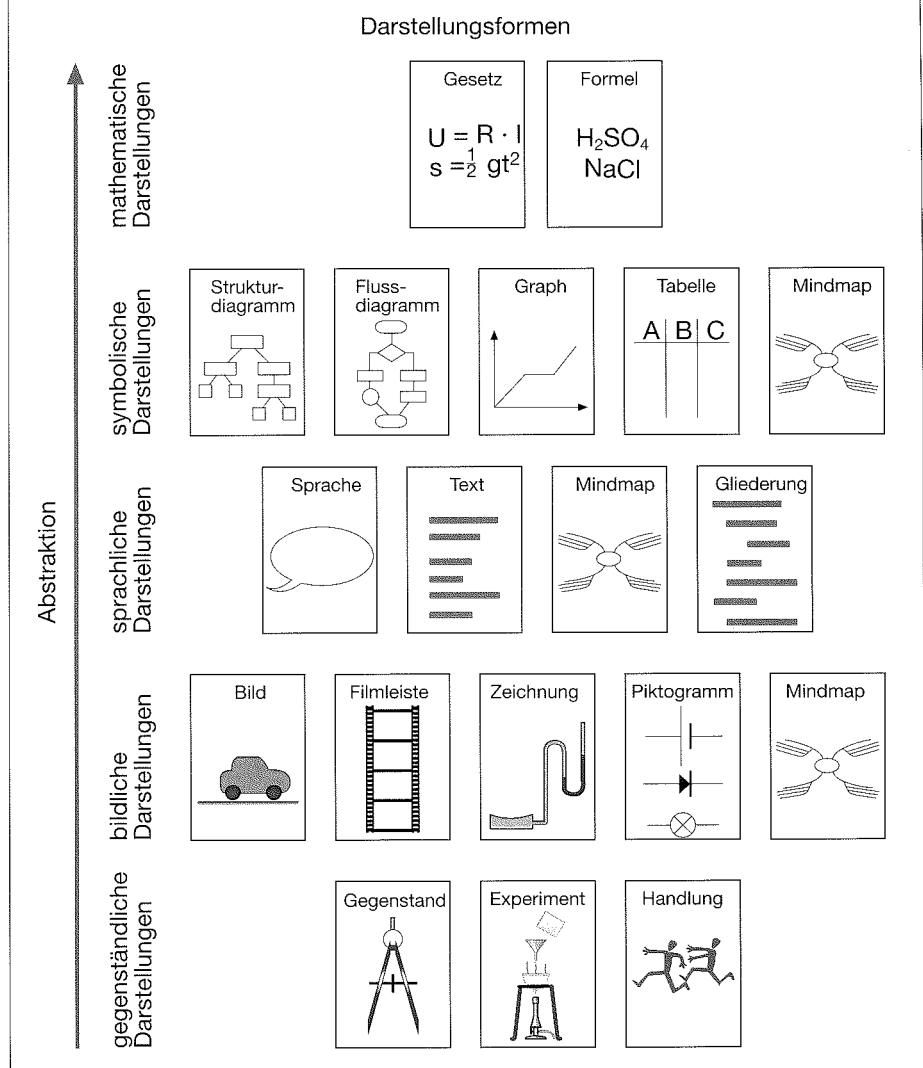 Darstellungsformen
Abstraktion
mathematische
Darstellungen
Gesetz
U = R · I
s = 1/2 gt²
Formel
H₂SO₄
NaCl
symbolische
Darstellungen
Struktur-
diagramm
Fluss-
diagramm
Graph
Tabelle
A B C
Mindmap
sprachliche
Darstellungen
Sprache
Text
Mindmap
Gliederung
bildliche
Darstellungen
Bild
Filmleiste
Zeichnung
Piktogramm
Mindmap
gegenständliche
Darstellungen
Gegenstand
Experiment
Handlung